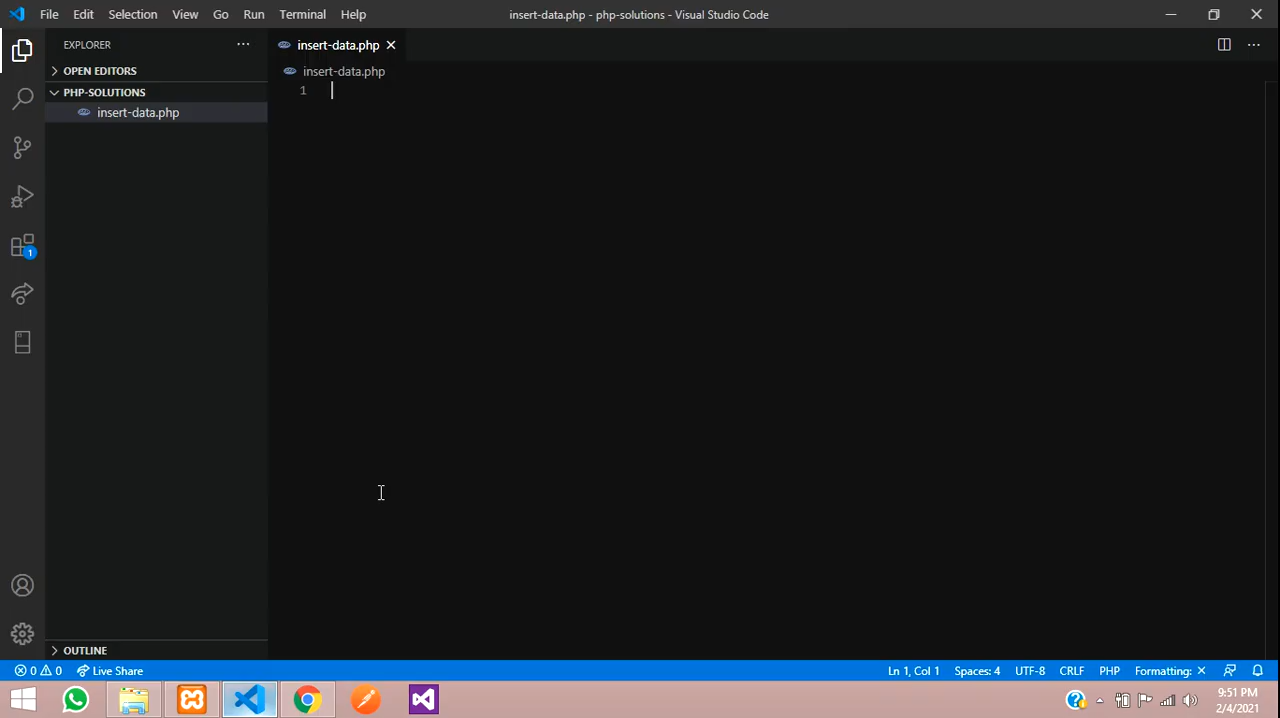 File Edit Selection View Go Run Terminal Help
insert-data.php - php-solutions - Visual Studio Code
EXPLORER
insert-data.php
OPEN EDITORS
insert-data.php
PHP-SOLUTIONS
1
insert-data.php
1
OUTLINE
0 0 Live Share
Ln 1, Col 1 Spaces: 4 UTF-8 CRLF PHP Formatting:
9:51 PM
2/4/2021